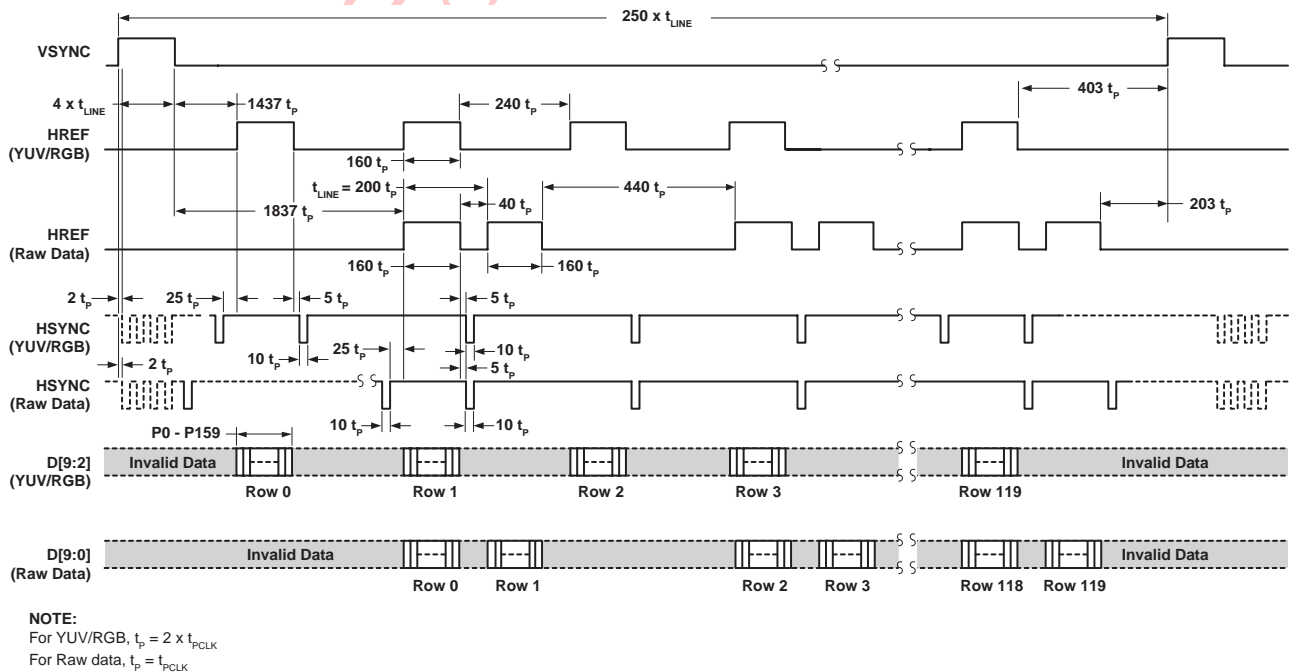 250 x tLINE
VSYNC
4 x tLINE
1437 tP
240 tP
403 tP
HREF
(YUV/RGB)
160 tP
tLINE = 200 tP
440 tP
1837 tP
40 tP
203 tP
HREF
(Raw Data)
160 tP
160 tP
2 tP
25 tP
5 tP
5 tP
HSYNC
(YUV/RGB)
10 tP
25 tP
10 tP
2 tP
5 tP
HSYNC
(Raw Data)
10 tP
10 tP
P0 - P159
D[9:2]
(YUV/RGB)
Invalid Data
Invalid Data
Row 0
Row 1
Row 2
Row 3
Row 119
D[9:0]
(Raw Data)
Invalid Data
Invalid Data
Row 0
Row 1
Row 2
Row 3
Row 118
Row 119
NOTE:
For YUV/RGB, tP = 2 x tPCLK
For Raw data, tP = tPCLK